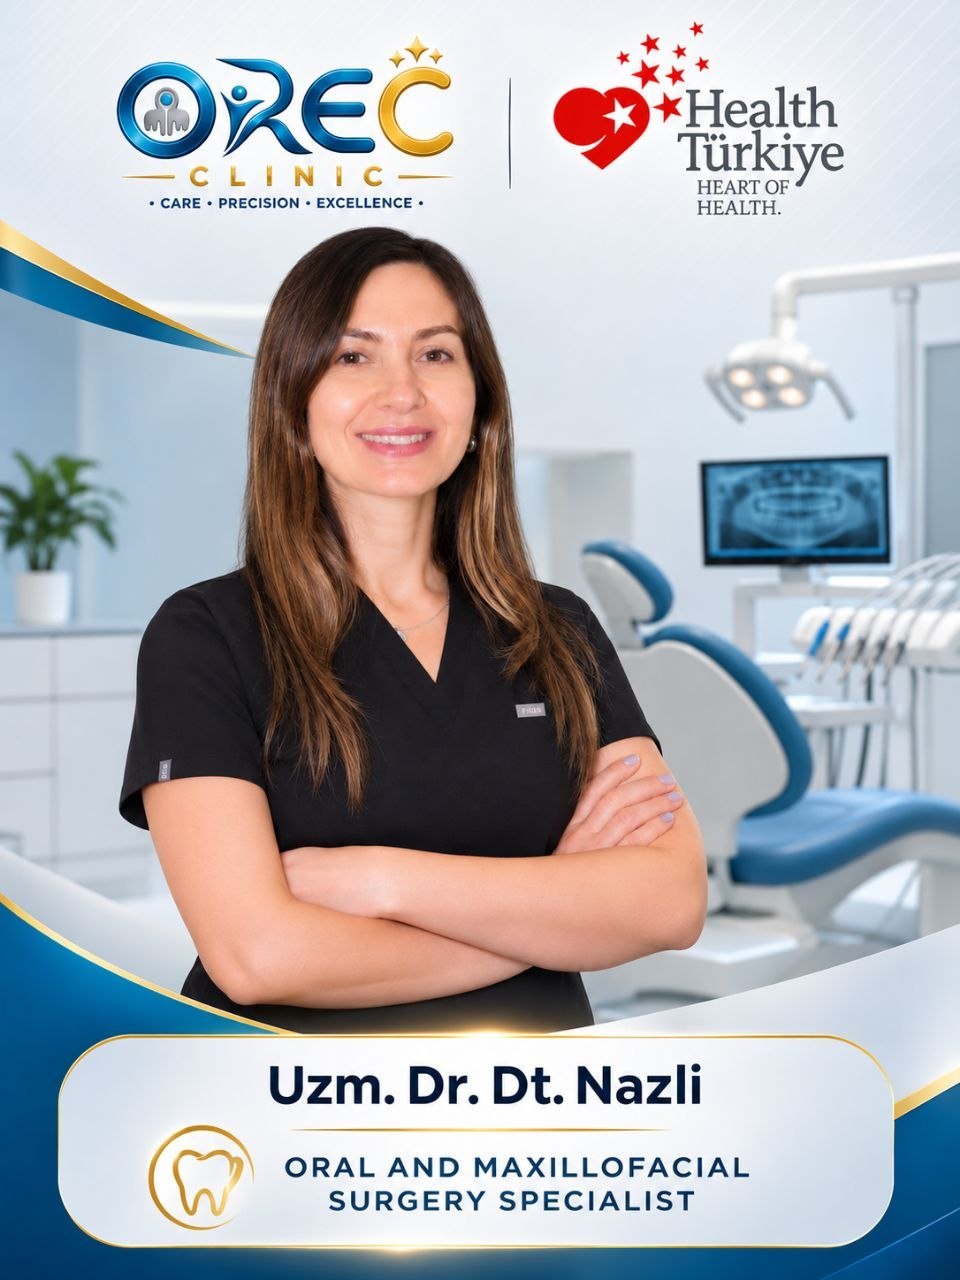 OREC
CLINIC
• CARE • PRECISION • EXCELLENCE •
Health
Türkiye
HEART OF
HEALTH.
Uzm. Dr. Dt. Nazli
ORAL AND MAXILLOFACIAL
SURGERY SPECIALIST